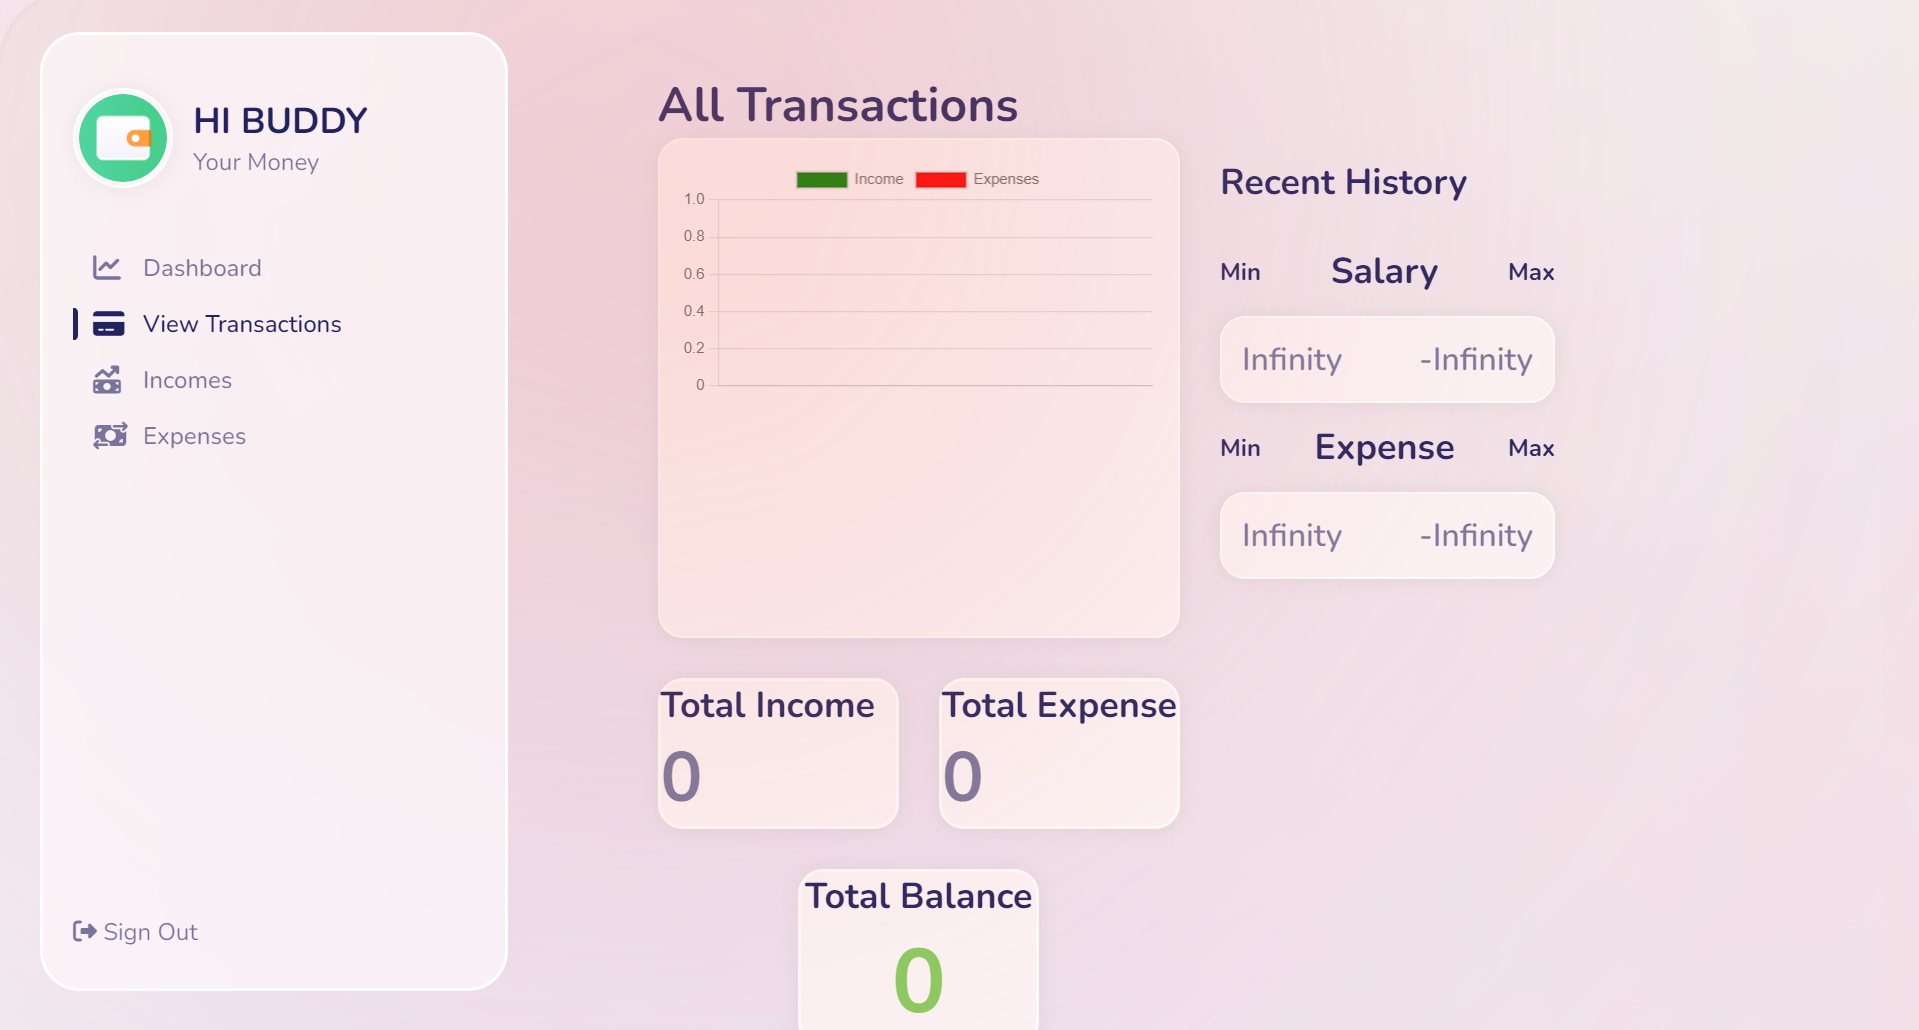 HI BUDDY
Your Money
Dashboard
View Transactions
Incomes
Expenses
Sign Out
All Transactions
Income Expenses
1.0
0.8
0.6
0.4
0.2
0
Total Income
0
Total Expense
0
Total Balance
0
Recent History
Min Salary Max
Infinity -Infinity
Min Expense Max
Infinity -Infinity